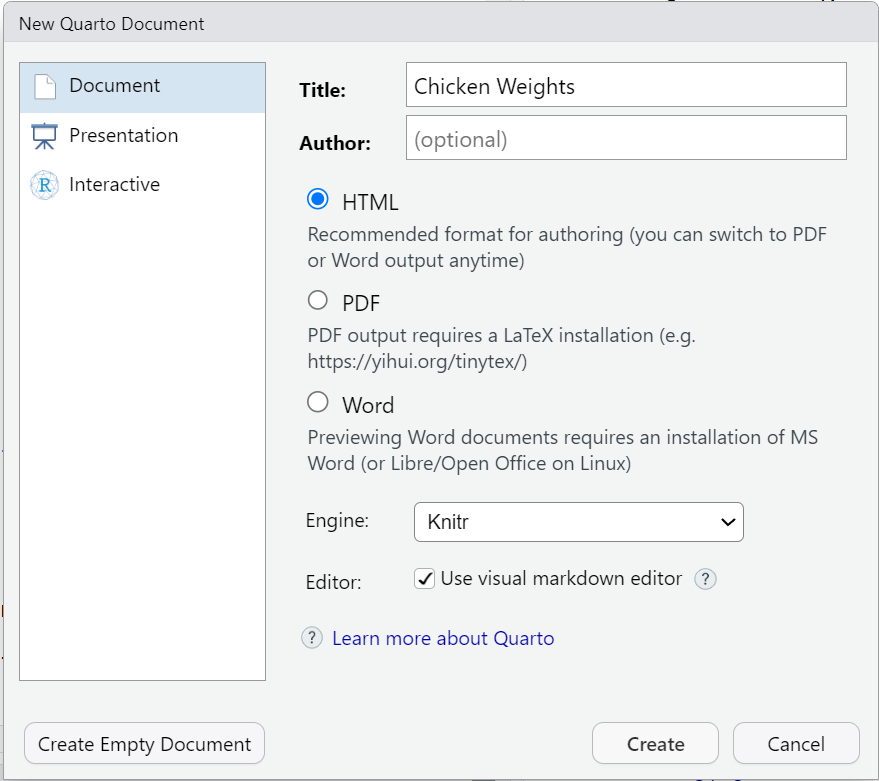 New Quarto Document
Document
Presentation
Interactive
Title:
Chicken Weights
Author:
(optional)
HTML
Recommended format for authoring (you can switch to PDF
or Word output anytime)
PDF
PDF output requires a LaTeX installation (e.g.
https://yihui.org/tinytex/)
Word
Previewing Word documents requires an installation of MS
Word (or Libre/Open Office on Linux)
Engine:
Knitr
Editor:
Use visual markdown editor ?
? Learn more about Quarto
Create Empty Document
Create
Cancel